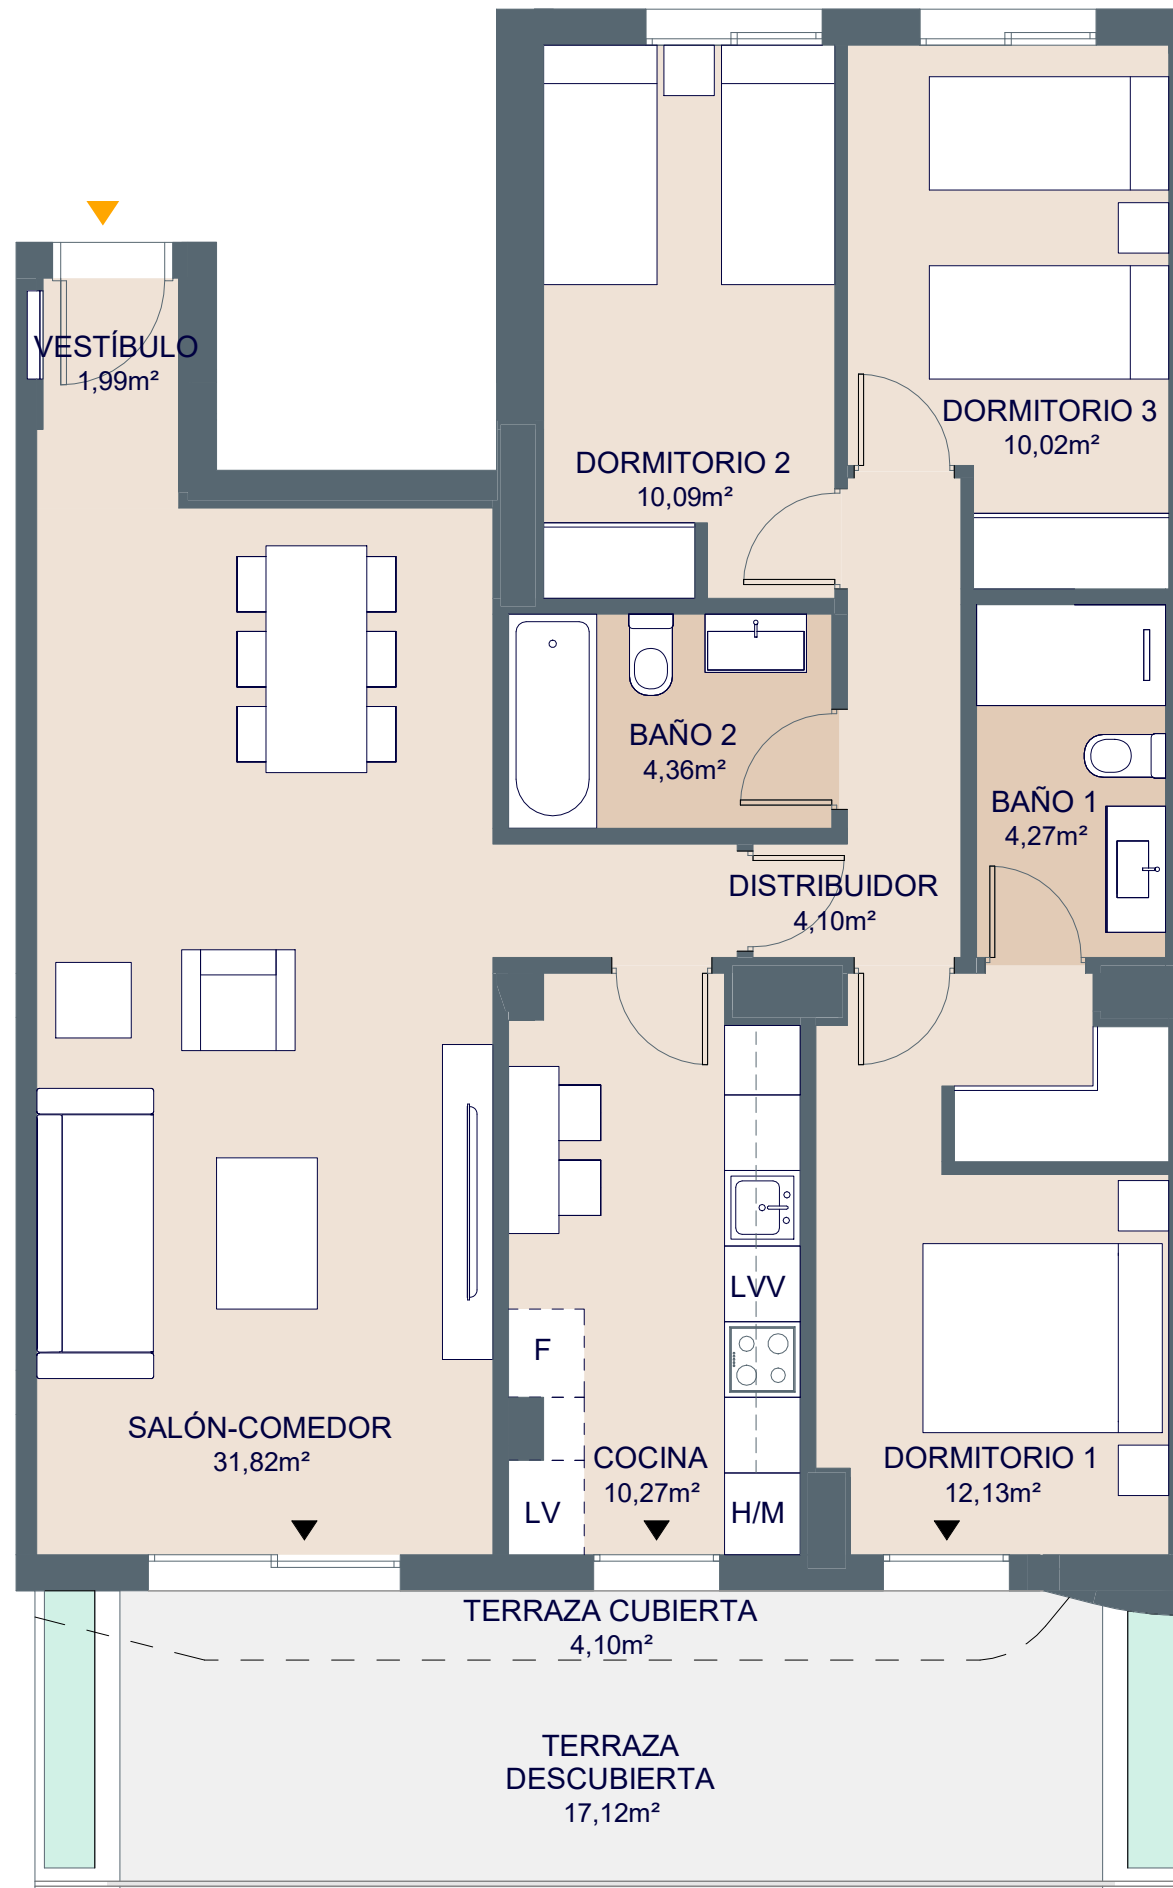 VESTÍBULO
1,99m²
DORMITORIO 3
10,02m²
DORMITORIO 2
10,09m²
BAÑO 2
4,36m²
BAÑO 1
4,27m²
DISTRIBUIDOR
4,10m²
LVV
F
SALÓN-COMEDOR
31,82m²
COCINA
10,27m²
DORMITORIO 1
12,13m²
LV
H/M
TERRAZA CUBIERTA
4,10m²
TERRAZA
DESCUBIERTA
17,12m²